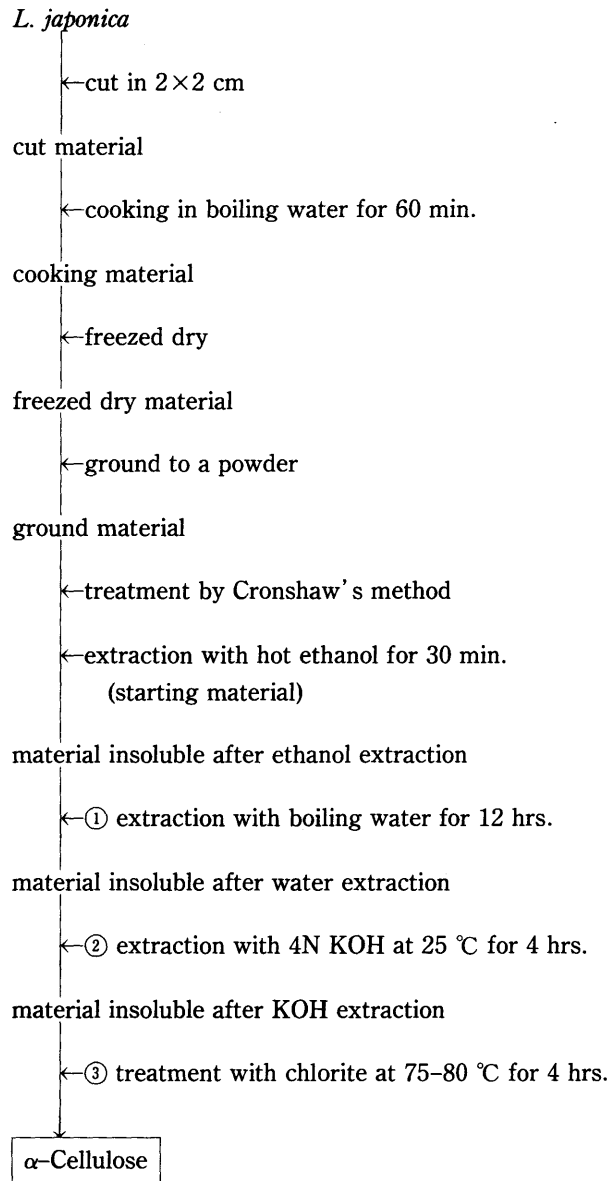 L. japonica
←cut in 2×2 cm
cut material
←cooking in boiling water for 60 min.
cooking material
←freezed dry
freezed dry material
←ground to a powder
ground material
←treatment by Cronshaw's method
←extraction with hot ethanol for 30 min.
(starting material)
material insoluble after ethanol extraction
←① extraction with boiling water for 12 hrs.
material insoluble after water extraction
←② extraction with 4N KOH at 25 ℃ for 4 hrs.
material insoluble after KOH extraction
←③ treatment with chlorite at 75–80 ℃ for 4 hrs.
α–Cellulose